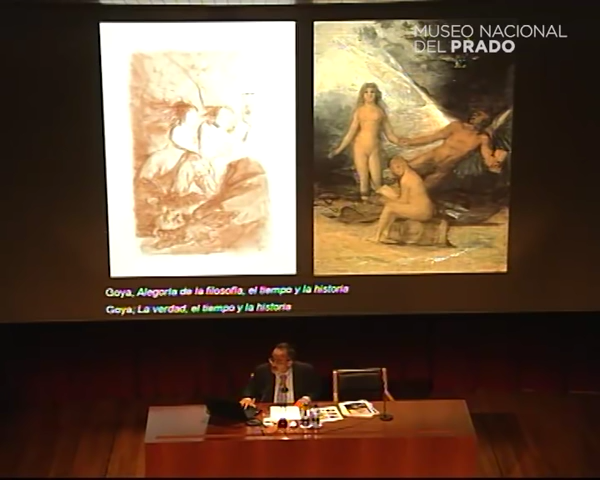 MUSEO NACIONAL
DEL PRADO
Goya, Alegoría de la filosofía, el tiempo y la historia
Goya, La verdad, el tiempo y la historia